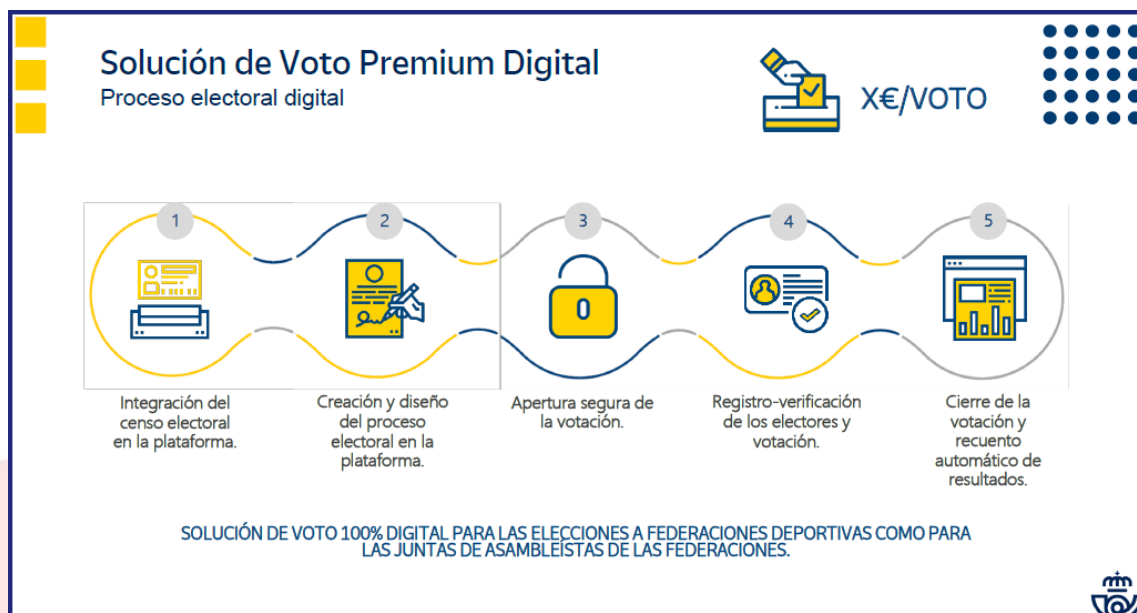 Solución de Voto Premium Digital
Proceso electoral digital
X€/VOTO
1
2
3
4
5
Integración del
censo electoral
en la plataforma.
Creación y diseño
del proceso
electoral en la
plataforma.
Apertura segura de
la votación.
Registro-verificación
de los electores y
votación.
Cierre de la
votación y
recuento
automático de
resultados.
SOLUCIÓN DE VOTO 100% DIGITAL PARA LAS ELECCIONES A FEDERACIONES DEPORTIVAS COMO PARA
LAS JUNTAS DE ASAMBLEÍSTAS DE LAS FEDERACIONES.